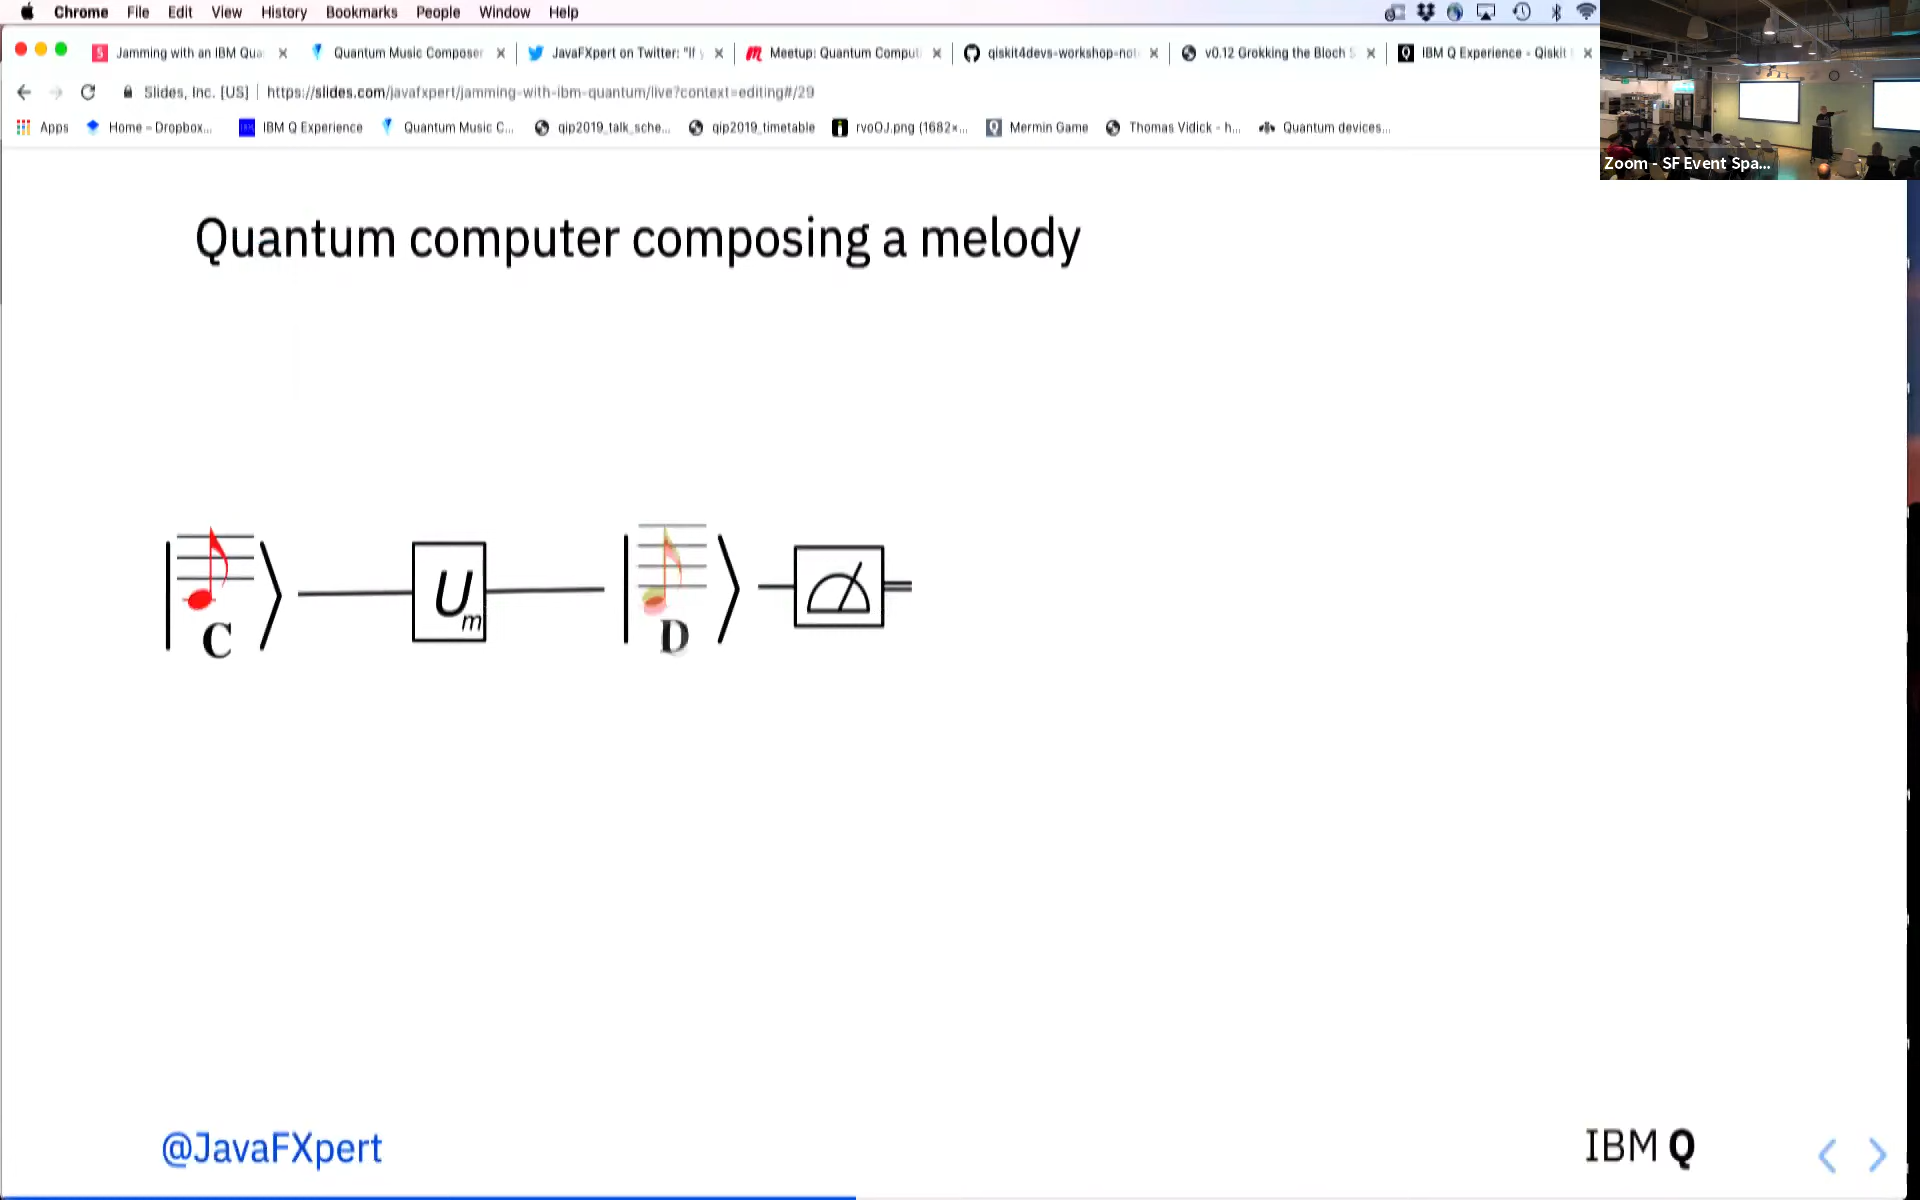 Chrome File Edit View History Bookmarks People Window Help
Jamming with an IBM Qua
Quantum Music Composer
JavaFXpert on Twitter: "If y
Meetup: Quantum Comput
qiskit4devs-workshop-not
v0.12 Grokking the Bloch S
IBM Q Experience - Qiskit
Slides, Inc. [US] https://slides.com/javafxpert/jamming-with-ibm-quantum/live?context=editing#/29
Apps Home - Dropbox... IBM Q Experience Quantum Music C... qip2019_talk_sche... qip2019_timetable rvoOJ.png (1682×... Mermin Game Thomas Vidick - h... Quantum devices...
Zoom - SF Event Spa...
Quantum computer composing a melody
C
U
m
D
@JavaFXpert
IBM Q